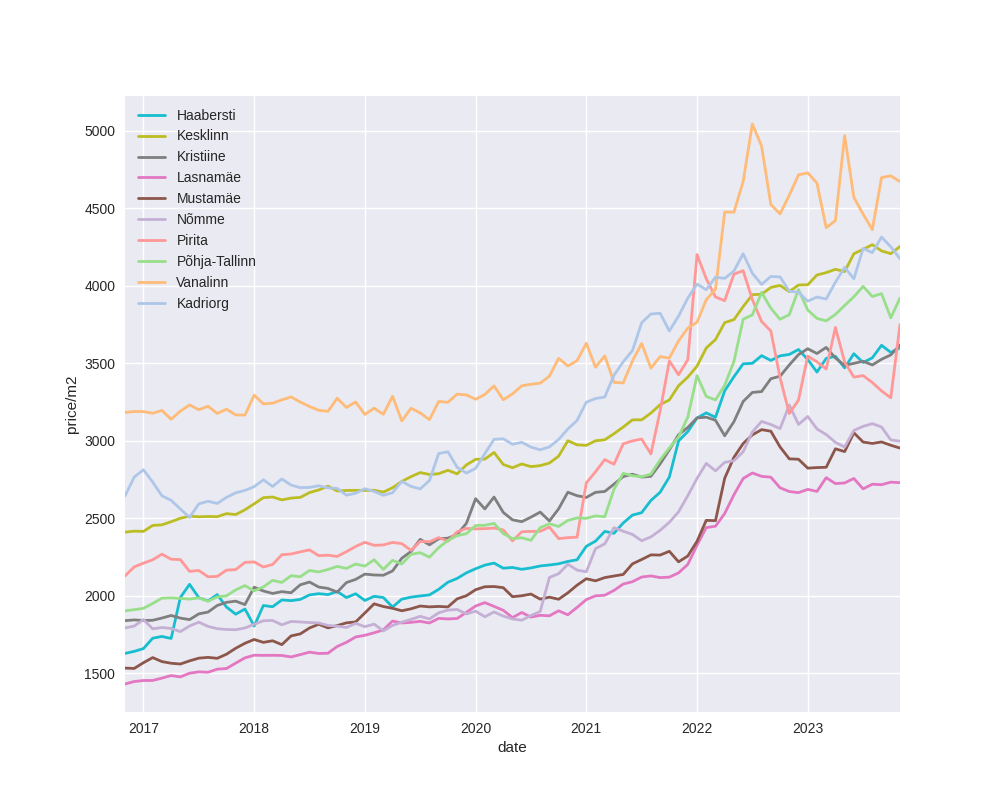 Haabersti
Kesklinn
Kristiine
Lasnamäe
Mustamäe
Nõmme
Pirita
Põhja-Tallinn
Vanalinn
Kadriorg
5000
4500
4000
3500
3000
2500
2000
1500
price/m2
2017 2018 2019 2020 2021 2022 2023
date